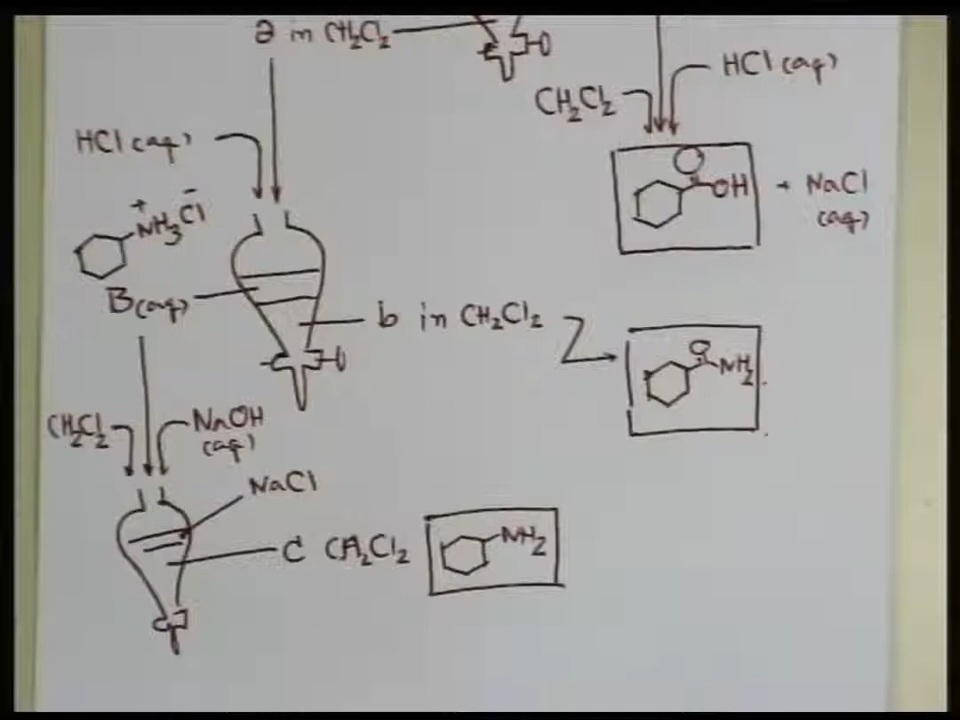 a in CH2Cl2
HCl (aq)
CH2Cl2
HCl (aq)
O
OH + NaCl
(aq)
+ -
NH3Cl
B(aq)
b in CH2Cl2
O
NH2
CH2Cl2
NaOH
(aq)
NaCl
C CH2Cl2
NH2